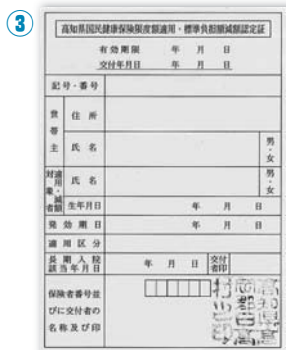 3
高知県国民健康保険限度額適用・標準負担額減額認定証
有効期限 年 月 日
交付年月日 年 月 日
記号・番号
世帯主
住所
氏名
男・女
適用・減額対象者
氏名
男・女
生年月日 年 月 日
発効期日 年 月 日
適用区分
長期入院該当年月日 年 月 日 交付者印
保険者番号並
びに交付者の
名称及び印